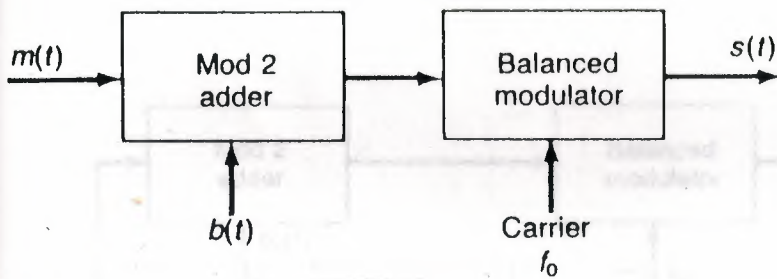 m(t)
Mod 2
adder
Balanced
modulator
s(t)
b(t)
Carrier
f₀